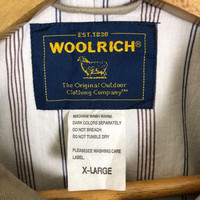 EST. 1830
WOOLRICH®
The Original Outdoor
Clothing Company™
MACHINE WASH WARM
DARK COLORS SEPARATELY
DO NOT BREACH
DO NOT TUMBLE DRY
PLEASESEE WASHING CARE
LABEL.
X-LARGE